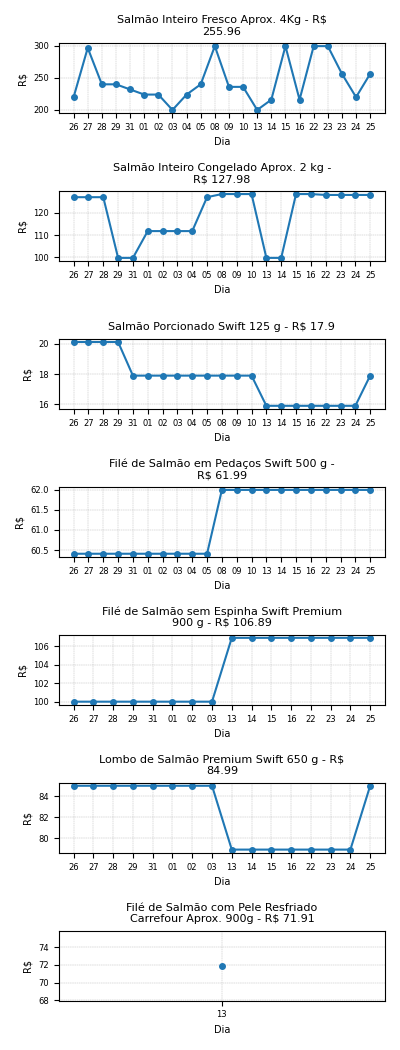 Salmão Inteiro Fresco Aprox. 4Kg - R$
255.96
300
250
200
R$
26 27 28 29 31 01 02 03 04 05 08 09 10 13 14 15 16 22 23 23 24 25
Dia
Salmão Inteiro Congelado Aprox. 2 kg -
R$ 127.98
120
110
100
R$
26 27 28 29 31 01 02 03 04 05 08 09 10 13 14 15 16 22 23 24 25
Dia
Salmão Porcionado Swift 125 g - R$ 17.9
20
18
16
R$
26 27 28 29 31 01 02 03 04 05 08 09 10 13 14 15 16 22 23 24 25
Dia
Filé de Salmão em Pedaços Swift 500 g -
R$ 61.99
62.0
61.5
61.0
60.5
R$
26 27 28 29 31 01 02 03 04 05 08 09 10 13 14 15 16 22 23 24 25
Dia
Filé de Salmão sem Espinha Swift Premium
900 g - R$ 106.89
106
104
102
100
R$
26 27 28 29 31 01 02 03 13 14 15 16 22 23 24 25
Dia
Lombo de Salmão Premium Swift 650 g - R$
84.99
84
82
80
R$
26 27 28 29 31 01 02 03 13 14 15 16 22 23 24 25
Dia
Filé de Salmão com Pele Resfriado
Carrefour Aprox. 900g - R$ 71.91
74
72
70
68
R$
13
Dia